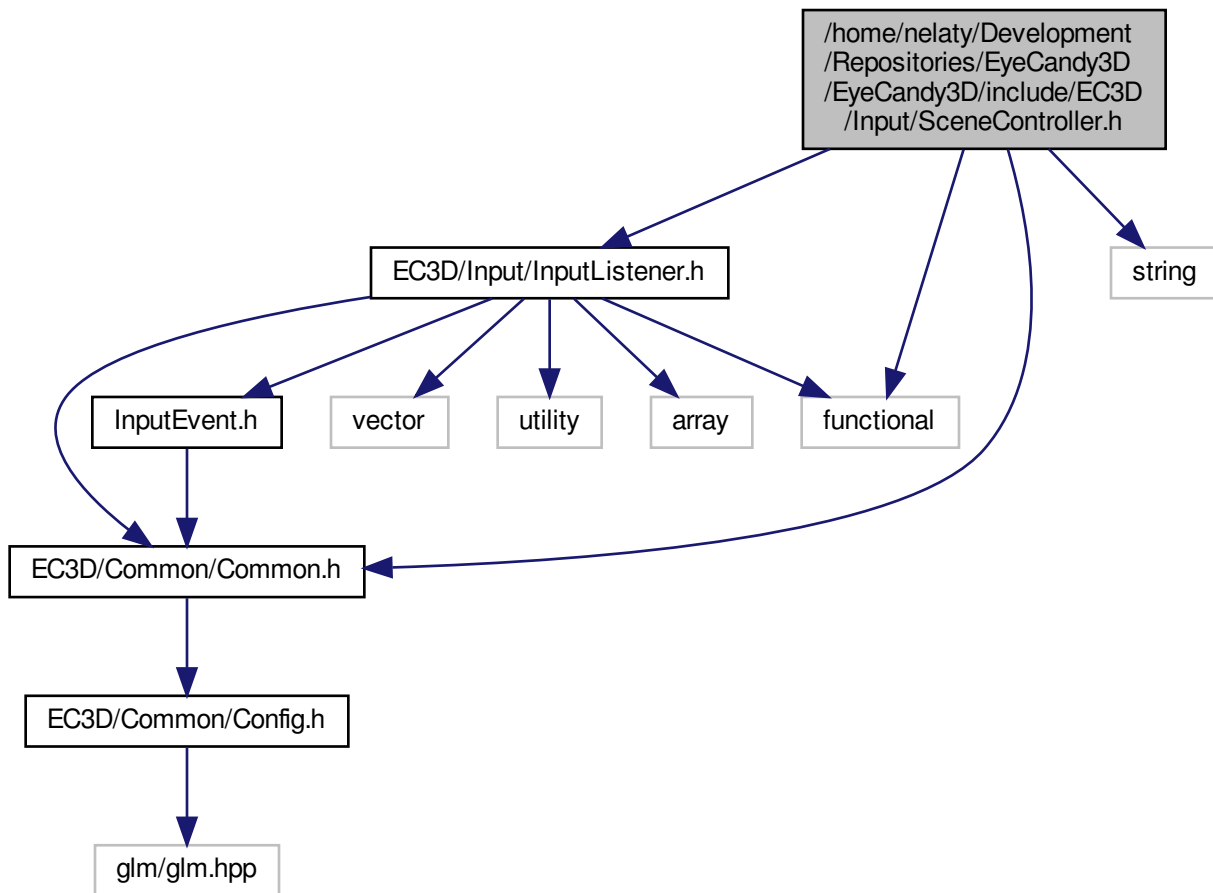 /home/nelaty/Development
/Repositories/EyeCandy3D
/EyeCandy3D/include/EC3D
/Input/SceneController.h
EC3D/Input/InputListener.h
string
InputEvent.h
vector
utility
array
functional
EC3D/Common/Common.h
EC3D/Common/Config.h
glm/glm.hpp